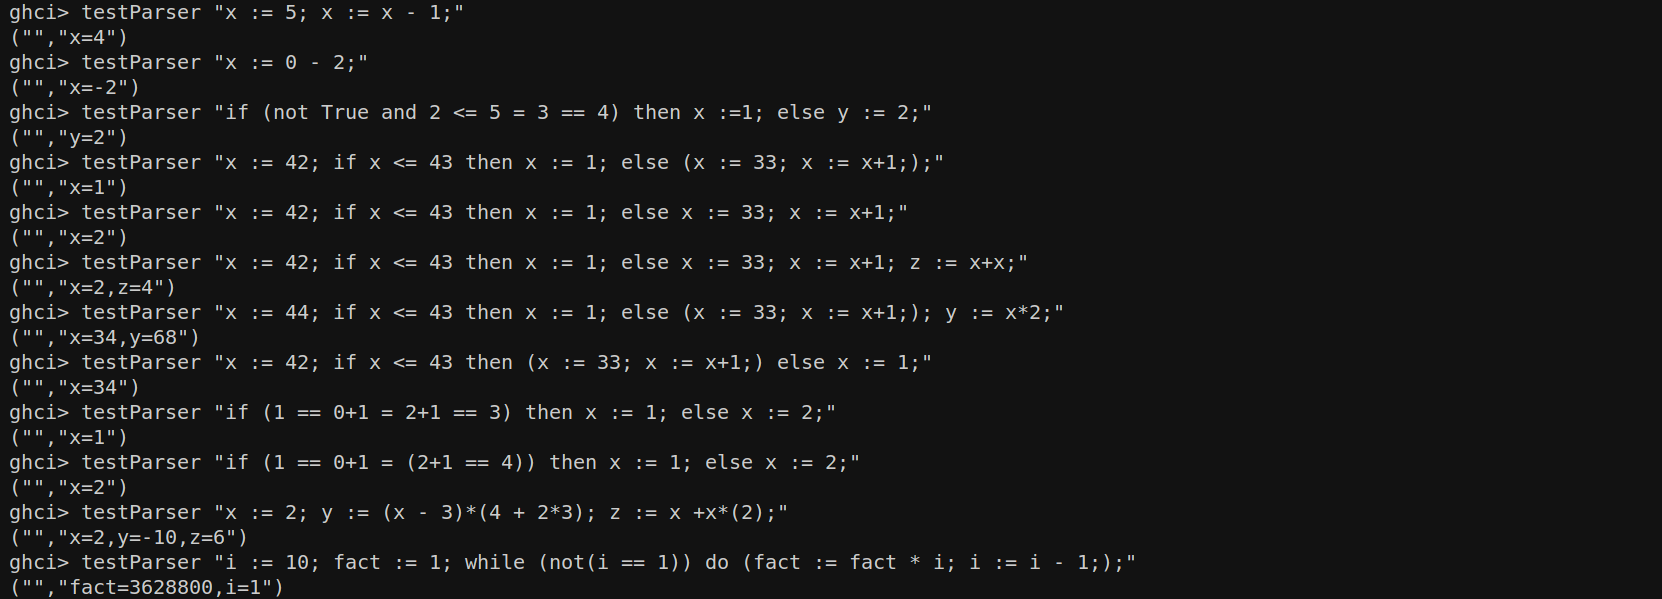 ghci> testParser "x := 5; x := x - 1;"
("","x=4")
ghci> testParser "x := 0 - 2;"
("","x=-2")
ghci> testParser "if (not True and 2 <= 5 = 3 == 4) then x :=1; else y := 2;"
("","y=2")
ghci> testParser "x := 42; if x <= 43 then x := 1; else (x := 33; x := x+1;);"
("","x=1")
ghci> testParser "x := 42; if x <= 43 then x := 1; else x := 33; x := x+1;"
("","x=2")
ghci> testParser "x := 42; if x <= 43 then x := 1; else x := 33; x := x+1; z := x+x;"
("","x=2,z=4")
ghci> testParser "x := 44; if x <= 43 then x := 1; else (x := 33; x := x+1;); y := x*2;"
("","x=34,y=68")
ghci> testParser "x := 42; if x <= 43 then (x := 33; x := x+1;) else x := 1;"
("","x=34")
ghci> testParser "if (1 == 0+1 = 2+1 == 3) then x := 1; else x := 2;"
("","x=1")
ghci> testParser "if (1 == 0+1 = (2+1 == 4)) then x := 1; else x := 2;"
("","x=2")
ghci> testParser "x := 2; y := (x - 3)*(4 + 2*3); z := x +x*(2);"
("","x=2,y=-10,z=6")
ghci> testParser "i := 10; fact := 1; while (not(i == 1)) do (fact := fact * i; i := i - 1;);"
("","fact=3628800,i=1")